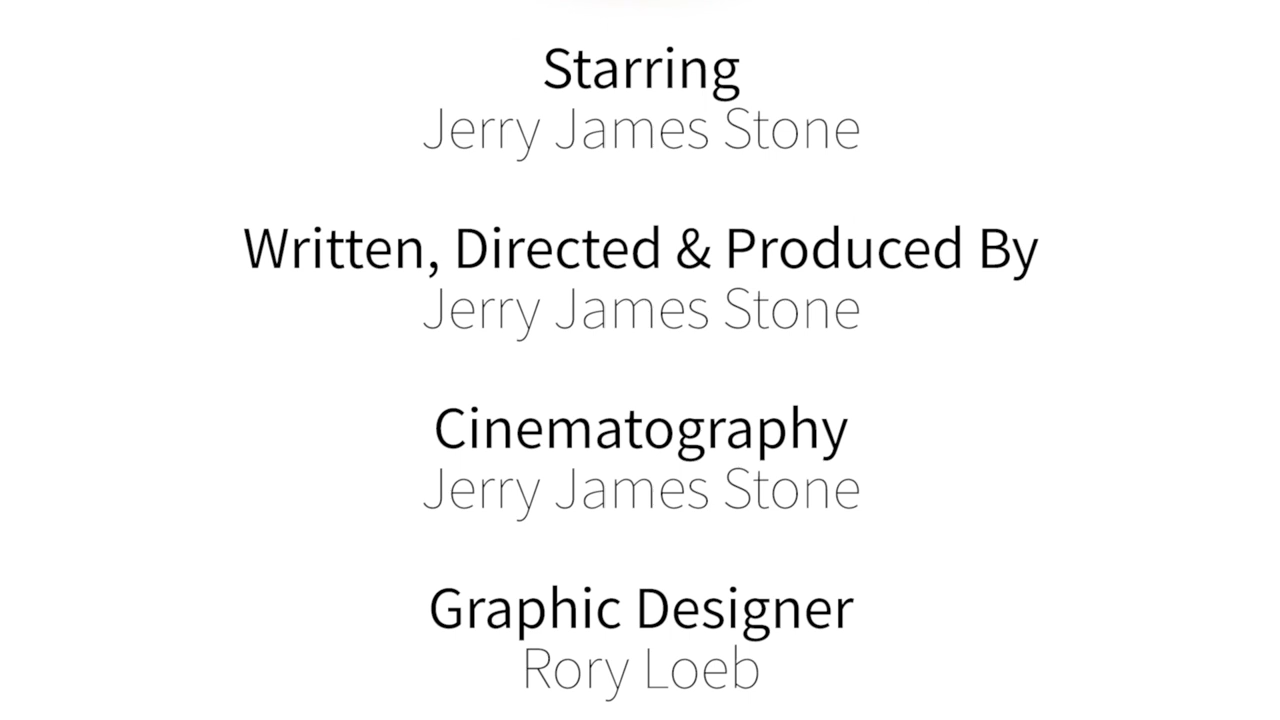 Starring
Jerry James Stone
Written, Directed & Produced By
Jerry James Stone
Cinematography
Jerry James Stone
Graphic Designer
Rory Loeb